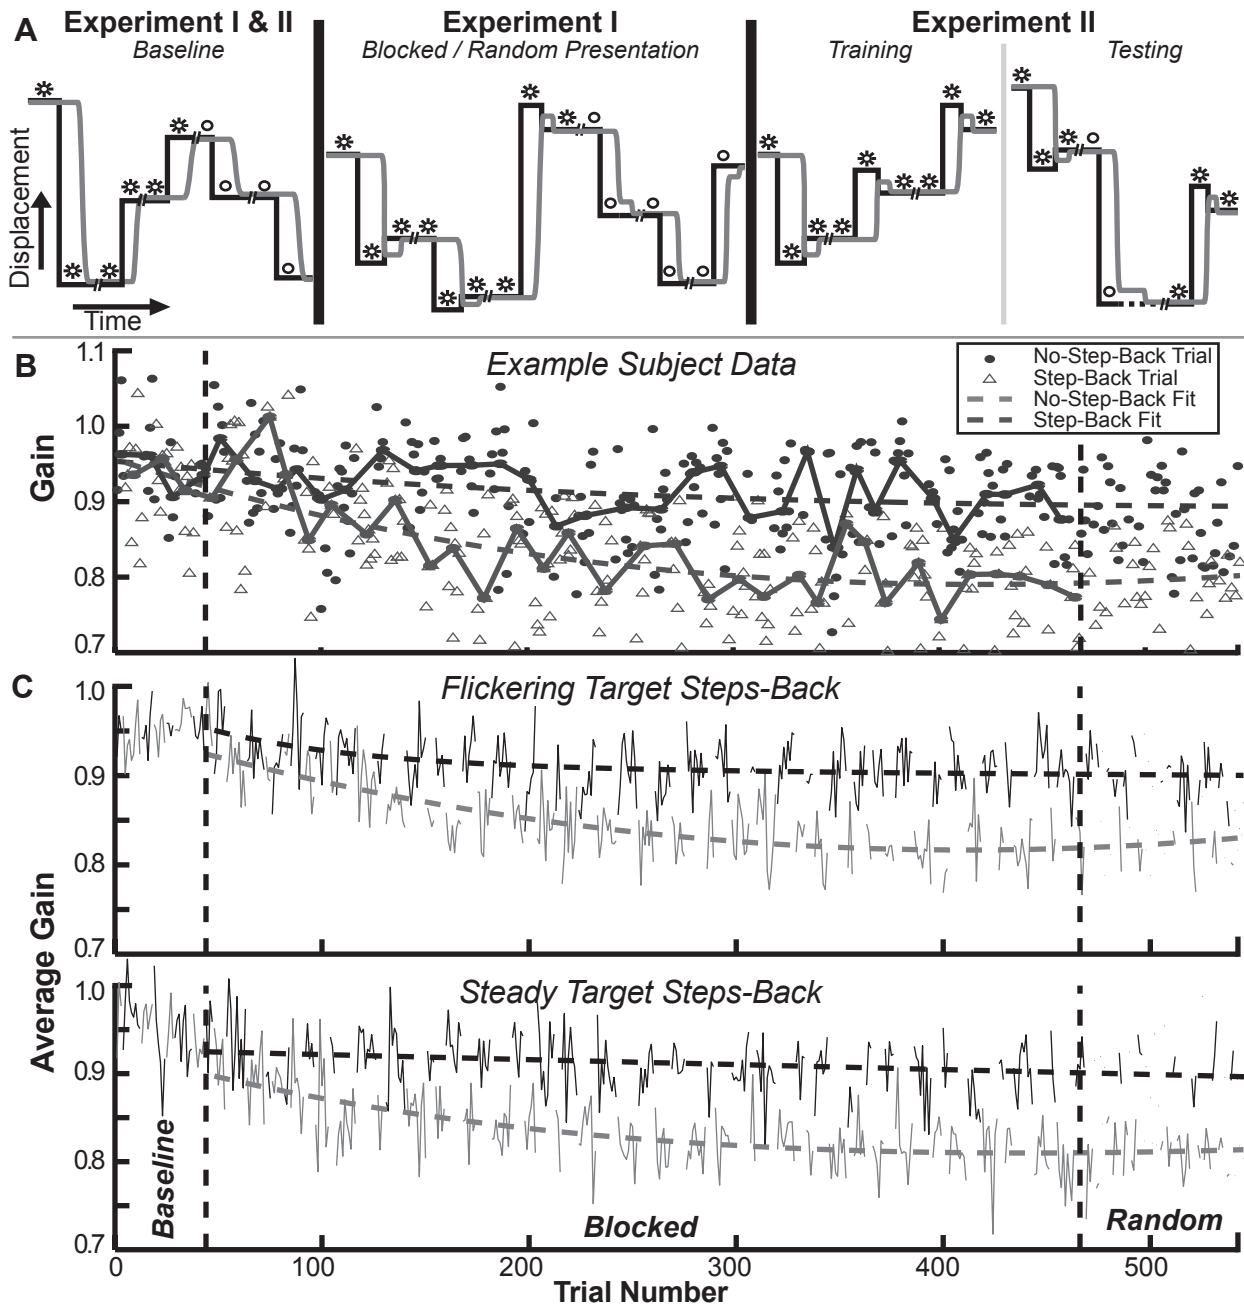 A
Experiment I & II
Experiment I
Experiment II
Baseline
Blocked / Random Presentation
Training
Testing
Displacement
Time
B
Example Subject Data
No-Step-Back Trial
Step-Back Trial
No-Step-Back Fit
Step-Back Fit
Gain
1.1
1.0
0.9
0.8
0.7
C
Flickering Target Steps-Back
1.0
0.9
0.8
0.7
Average Gain
Steady Target Steps-Back
1.0
0.9
0.8
0.7
Baseline
Blocked
Random
0
100
200
300
400
500
Trial Number